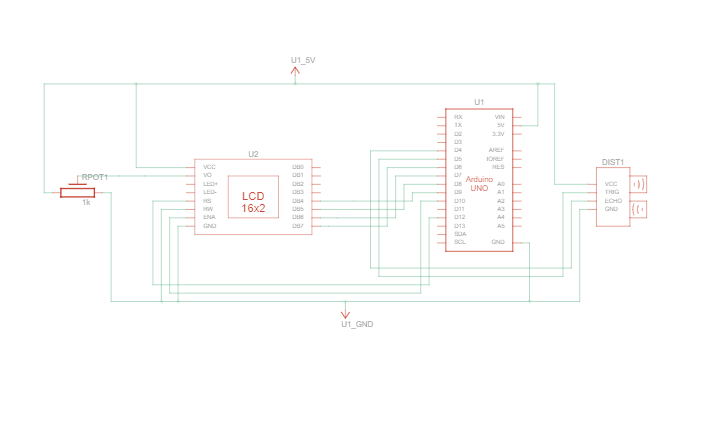 U1_5V
U1
RX
TX
D2
D3
D4
D5
D6
D7
D8
D9
D10
D11
D12
D13
SDA
SCL
VIN
5V
3.3V
AREF
IOREF
RES
A0
A1
A2
A3
A4
A5
GND
Arduino
UNO
U2
VCC
VO
LED+
LED-
RS
RW
ENA
GND
LCD
16x2
DB0
DB1
DB2
DB3
DB4
DB5
DB6
DB7
RPOT1
1k
DIST1
VCC
TRIG
ECHO
GND
U1_GND